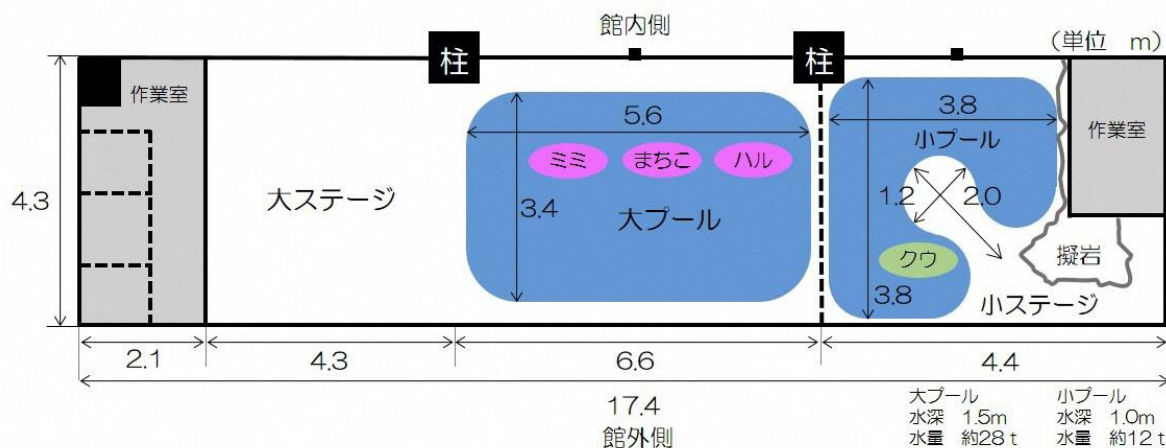 館内側
(単位 m)
柱
柱
作業室
5.6
3.8
小プール
作業室
ミミ
まちこ
ハル
4.3
大ステージ
3.4
大プール
1.2
2.0
クウ
擬岩
3.8
小ステージ
2.1
4.3
6.6
4.4
17.4
館外側
大プール
水深 1.5m
水量 約28t
小プール
水深 1.0m
水量 約12t